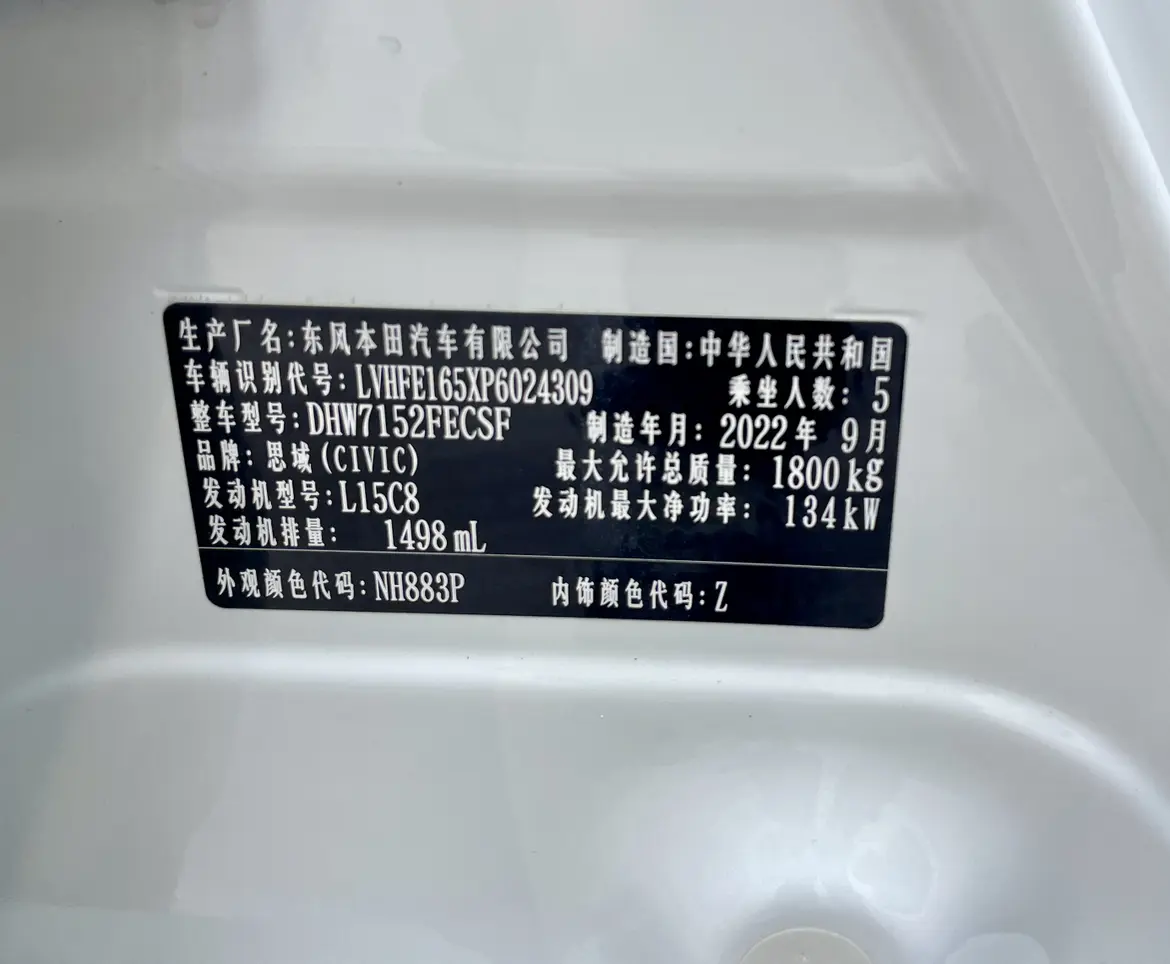 生产厂名:东风本田汽车有限公司 制造国:中华人民共和国
车辆识别代号:LVHFE165XP6024309 乘坐人数:5
整车型号:DHW7152FECSF 制造年月:2022年 9月
品牌:思域(CIVIC) 最大允许总质量:1800kg
发动机型号:L15C8 发动机最大净功率:134kW
发动机排量:1498mL
外观颜色代码:NH883P 内饰颜色代码:Z